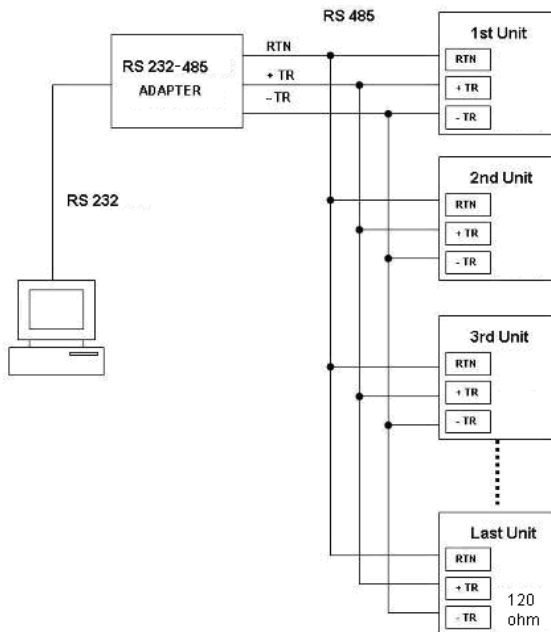 RS 485
1st Unit
RTN
RS 232-485
ADAPTER
RTN
+ TR
+ TR
- TR
- TR
2nd Unit
RTN
RS 232
+ TR
- TR
3rd Unit
RTN
+ TR
- TR
Last Unit
RTN
+ TR
120
ohm
- TR